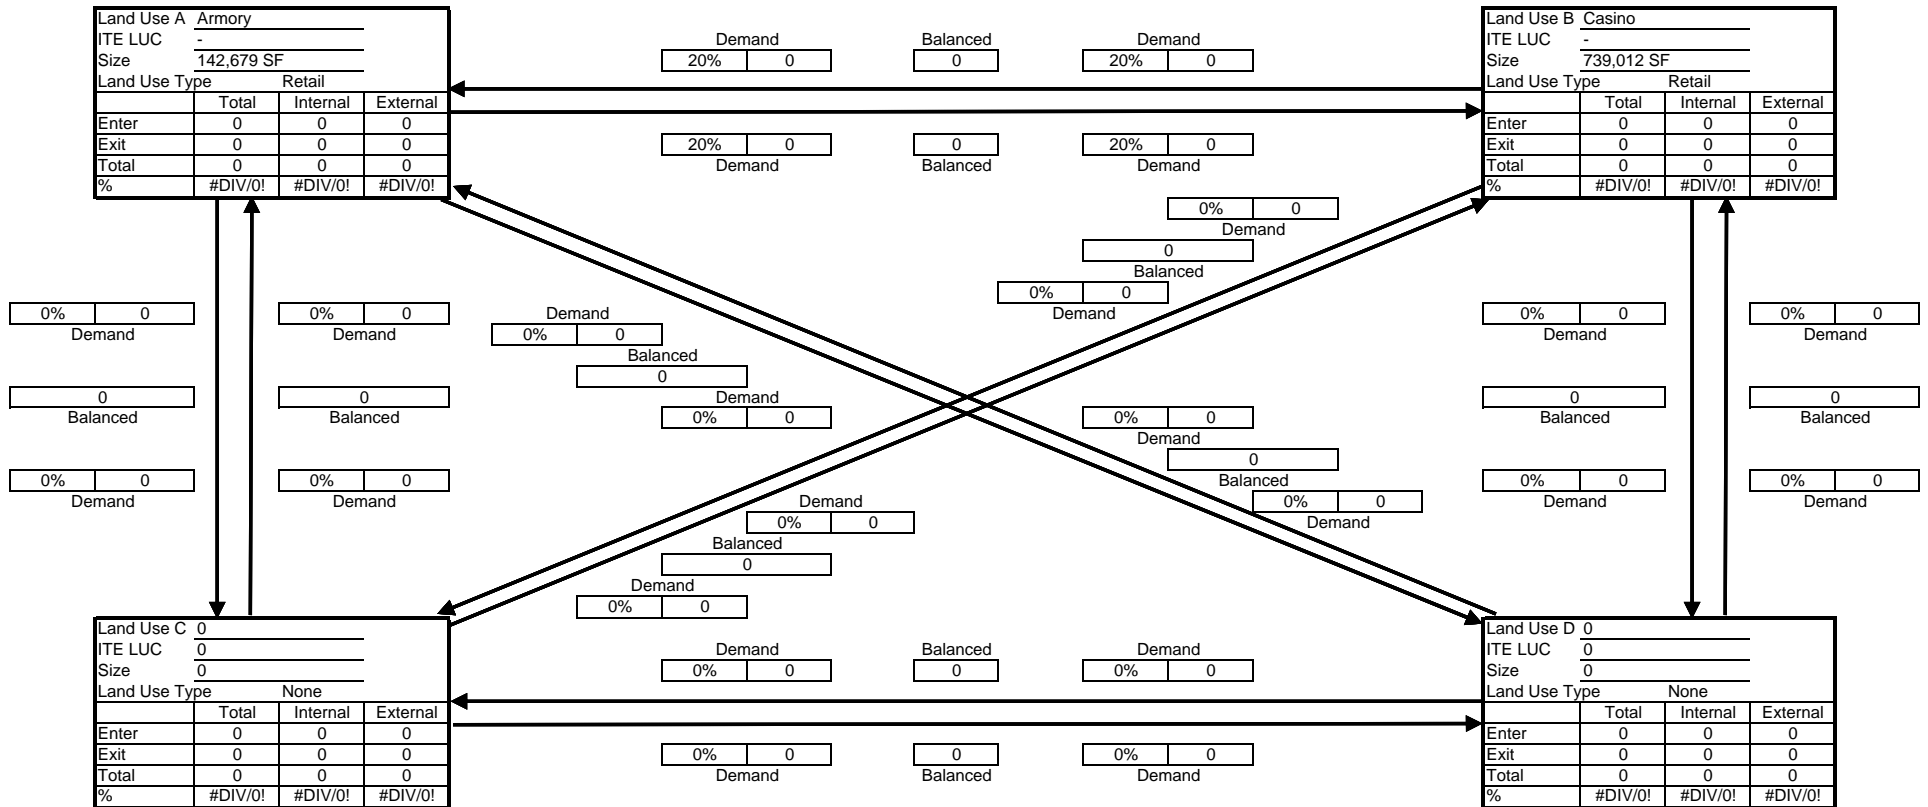 Land Use A Armory
ITE LUC -
Size 142,679 SF
Land Use Type Retail
Total Internal External
Enter 0 0 0
Exit 0 0 0
Total 0 0 0
% #DIV/0! #DIV/0! #DIV/0!
Demand Balanced Demand
20% 0 0 20% 0
20% 0 0 20% 0
Demand Balanced Demand
Land Use B Casino
ITE LUC -
Size 739,012 SF
Land Use Type Retail
Total Internal External
Enter 0 0 0
Exit 0 0 0
Total 0 0 0
% #DIV/0! #DIV/0! #DIV/0!
0% 0
Demand
0
Balanced
0% 0
Demand
0% 0 0% 0
Demand Demand
0 0
Balanced Balanced
0% 0 0% 0
Demand Demand
Demand
0% 0
Balanced
0
Demand
0% 0
0% 0
Demand
0
Balanced
0% 0
Demand
0% 0 0% 0
Demand Demand
0 0
Balanced Balanced
0% 0 0% 0
Demand Demand
Demand
0% 0
Balanced
0
Demand
0% 0
Land Use C 0
ITE LUC 0
Size 0
Land Use Type None
Total Internal External
Enter 0 0 0
Exit 0 0 0
Total 0 0 0
% #DIV/0! #DIV/0! #DIV/0!
Demand Balanced Demand
0% 0 0 0% 0
0% 0 0 0% 0
Demand Balanced Demand
Land Use D 0
ITE LUC 0
Size 0
Land Use Type None
Total Internal External
Enter 0 0 0
Exit 0 0 0
Total 0 0 0
% #DIV/0! #DIV/0! #DIV/0!